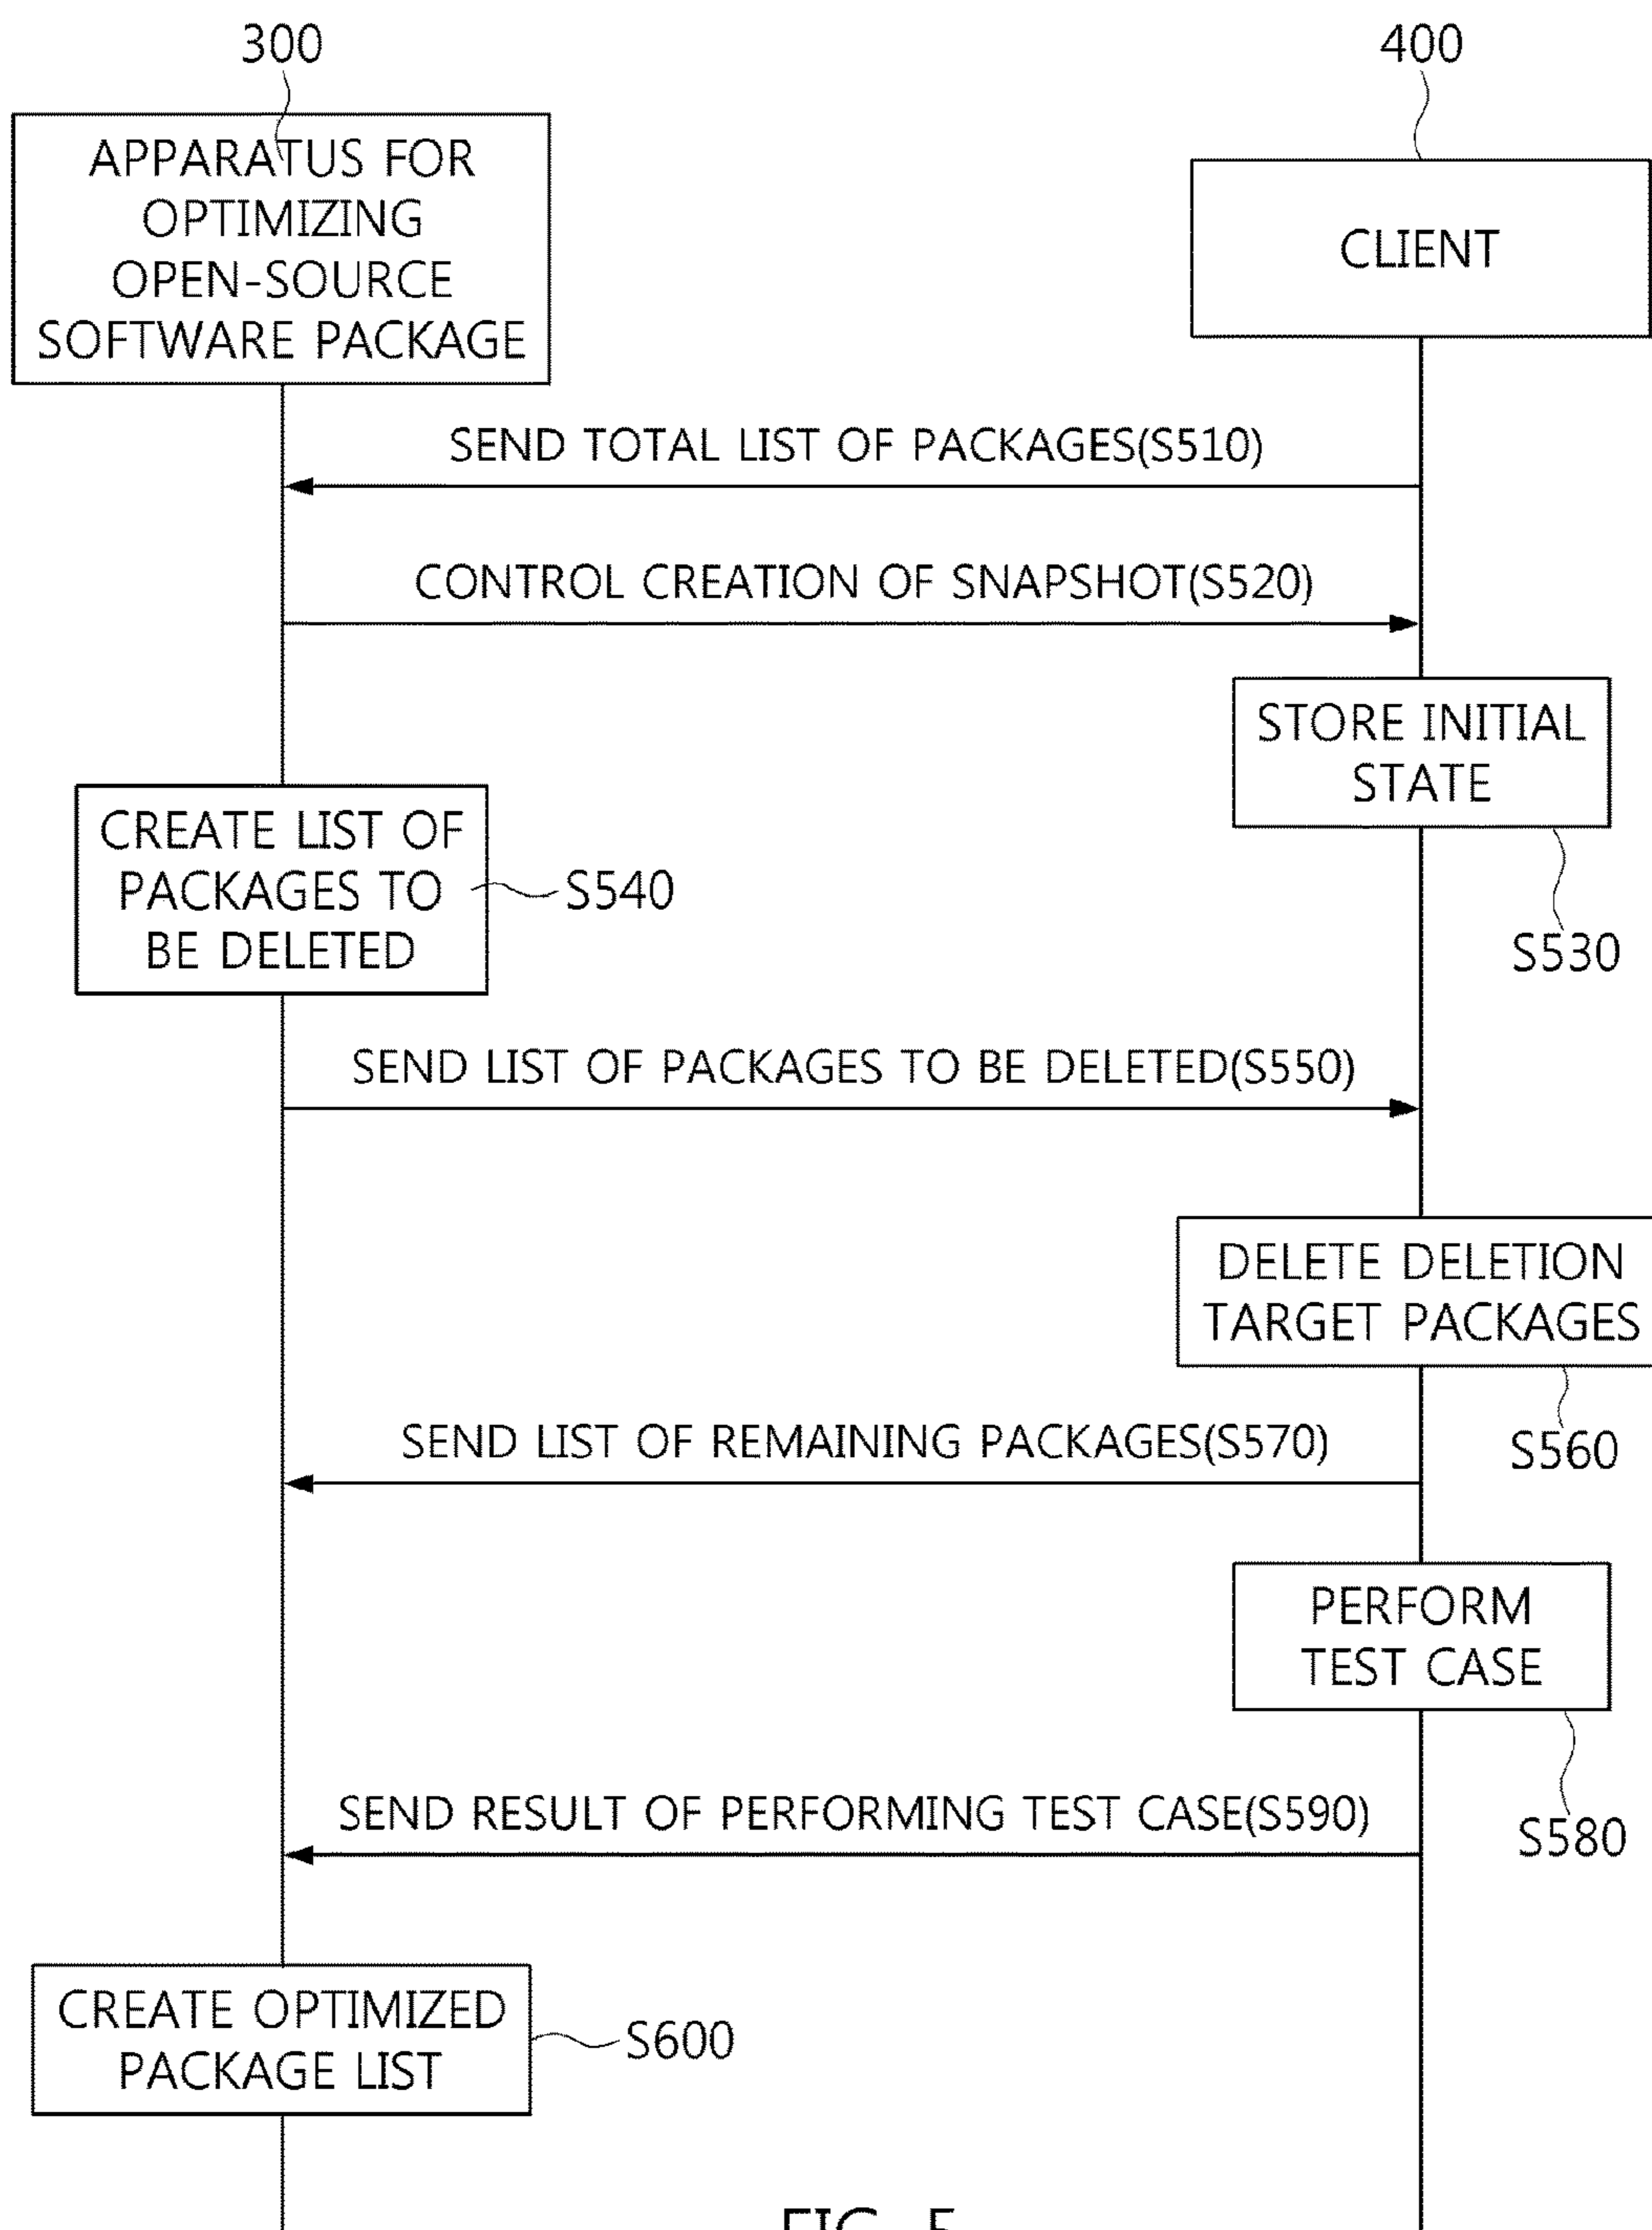 300
400
APPARATUS FOR
OPTIMIZING
OPEN-SOURCE
SOFTWARE PACKAGE
CLIENT
SEND TOTAL LIST OF PACKAGES(S510)
CONTROL CREATION OF SNAPSHOT(S520)
STORE INITIAL
STATE
S530
CREATE LIST OF
PACKAGES TO
BE DELETED
S540
SEND LIST OF PACKAGES TO BE DELETED(S550)
DELETE DELETION
TARGET PACKAGES
S560
SEND LIST OF REMAINING PACKAGES(S570)
PERFORM
TEST CASE
S580
SEND RESULT OF PERFORMING TEST CASE(S590)
CREATE OPTIMIZED
PACKAGE LIST
S600
FIG. 5